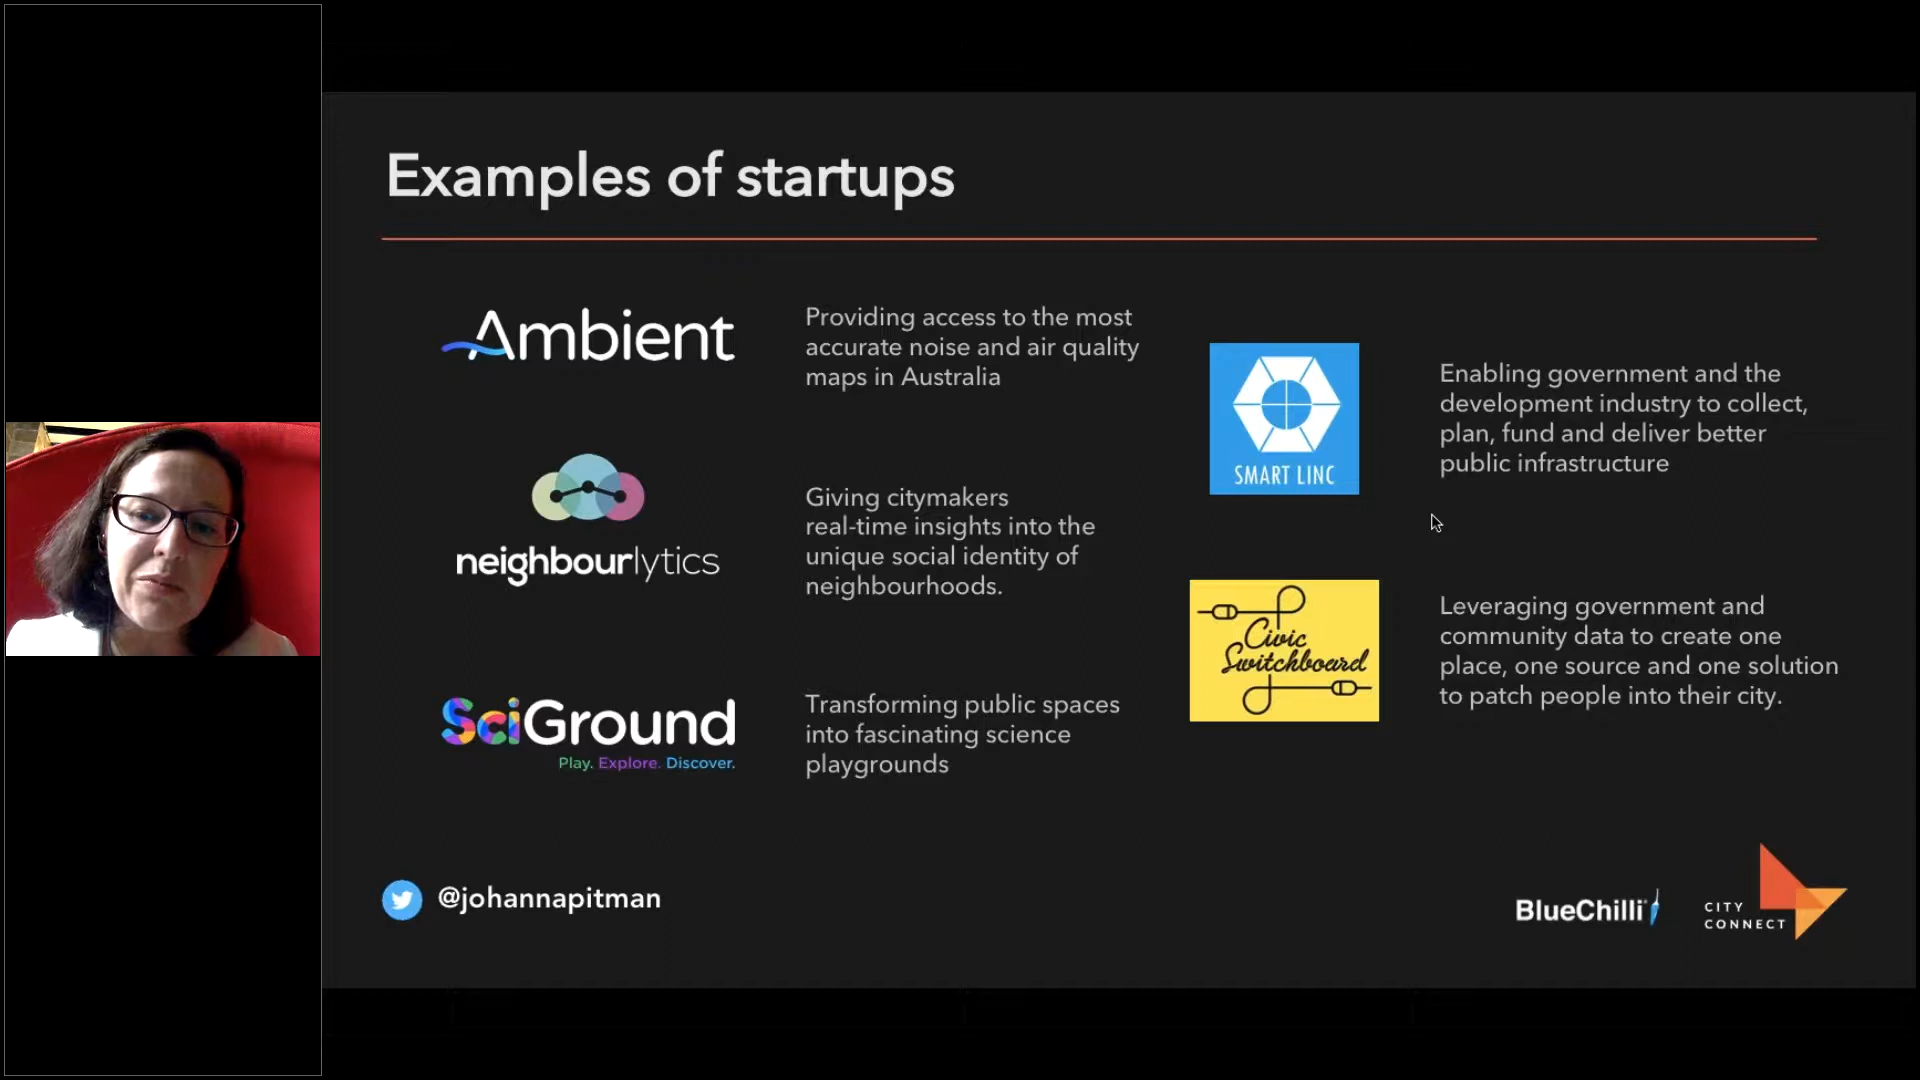 Examples of startups
Ambient
Providing access to the most
accurate noise and air quality
maps in Australia
neighbourlytics
Giving citymakers
real-time insights into the
unique social identity of
neighbourhoods.
SciGround
Play. Explore. Discover.
Transforming public spaces
into fascinating science
playgrounds
SMART LINC
Enabling government and the
development industry to collect,
plan, fund and deliver better
public infrastructure
Civic
Switchboard
Leveraging government and
community data to create one
place, one source and one solution
to patch people into their city.
@johannapitman
BlueChilli
CITY
CONNECT